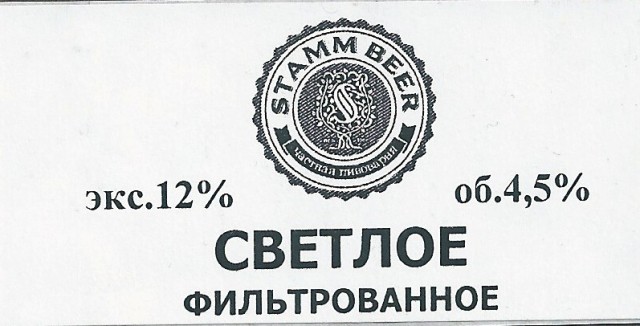 STAMM BEER
S
частная пивоварня
экс.12%
об.4,5%
СВЕТЛОЕ
ФИЛЬТРОВАННОЕ